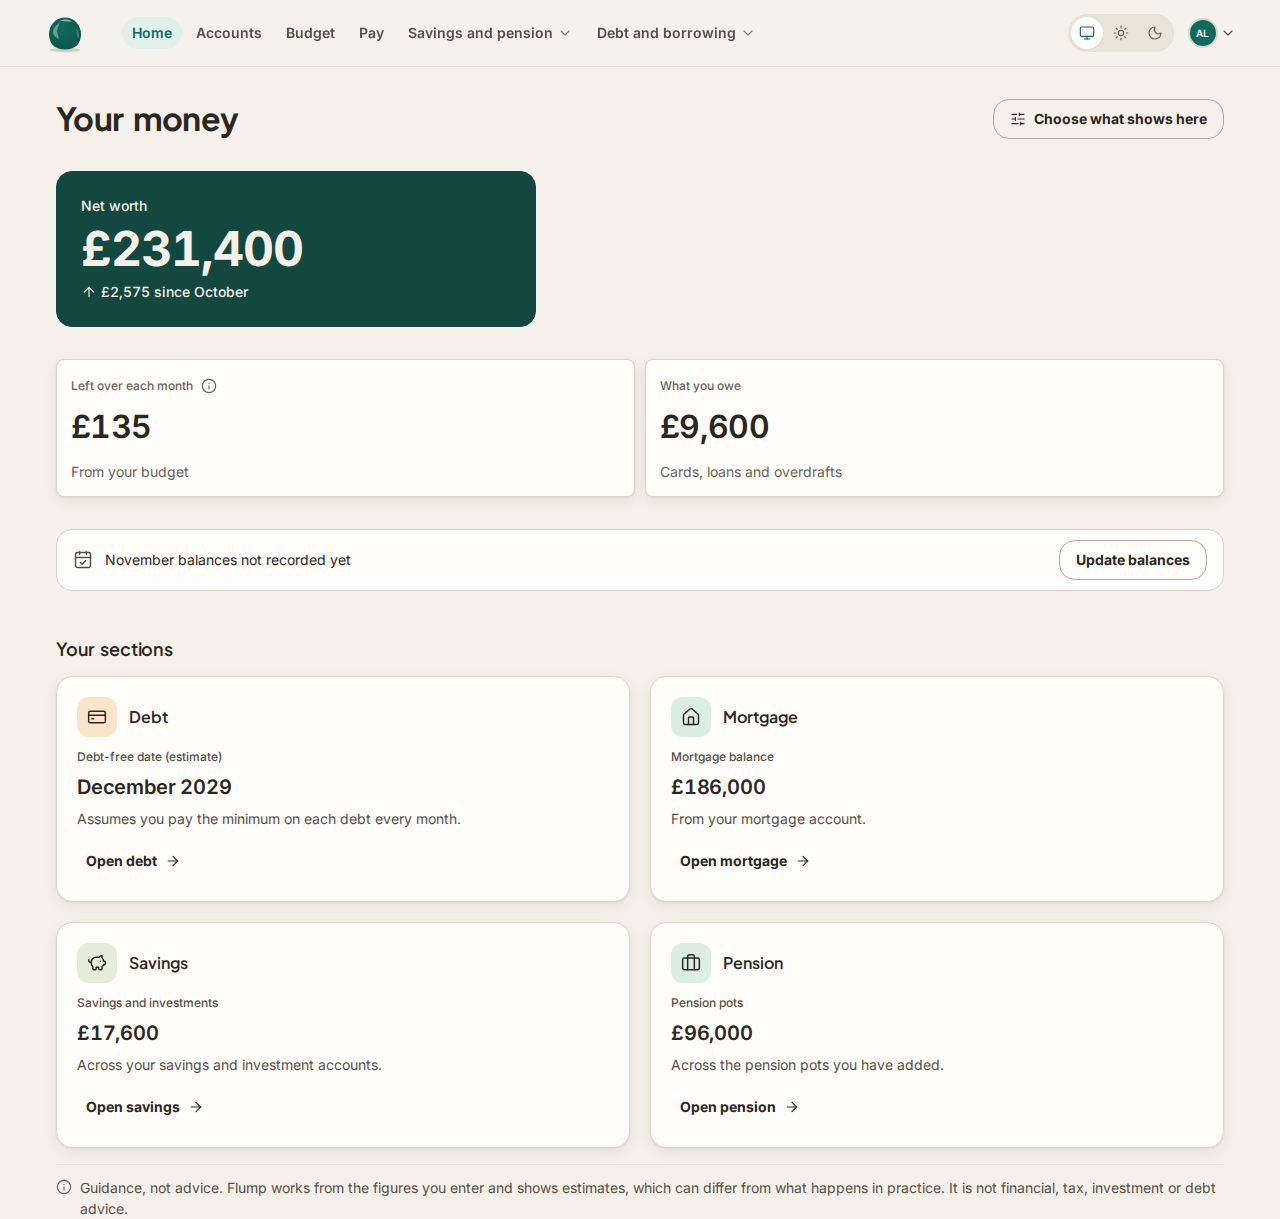 Home Accounts Budget Pay Savings and pension Debt and borrowing AL
Your money
Choose what shows here
Net worth
£231,400
£2,575 since October
Left over each month
£135
From your budget
What you owe
£9,600
Cards, loans and overdrafts
November balances not recorded yet
Update balances
Your sections
Debt
Debt-free date (estimate)
December 2029
Assumes you pay the minimum on each debt every month.
Open debt
Mortgage
Mortgage balance
£186,000
From your mortgage account.
Open mortgage
Savings
Savings and investments
£17,600
Across your savings and investment accounts.
Open savings
Pension
Pension pots
£96,000
Across the pension pots you have added.
Open pension
Guidance, not advice. Flump works from the figures you enter and shows estimates, which can differ from what happens in practice. It is not financial, tax, investment or debt
advice.